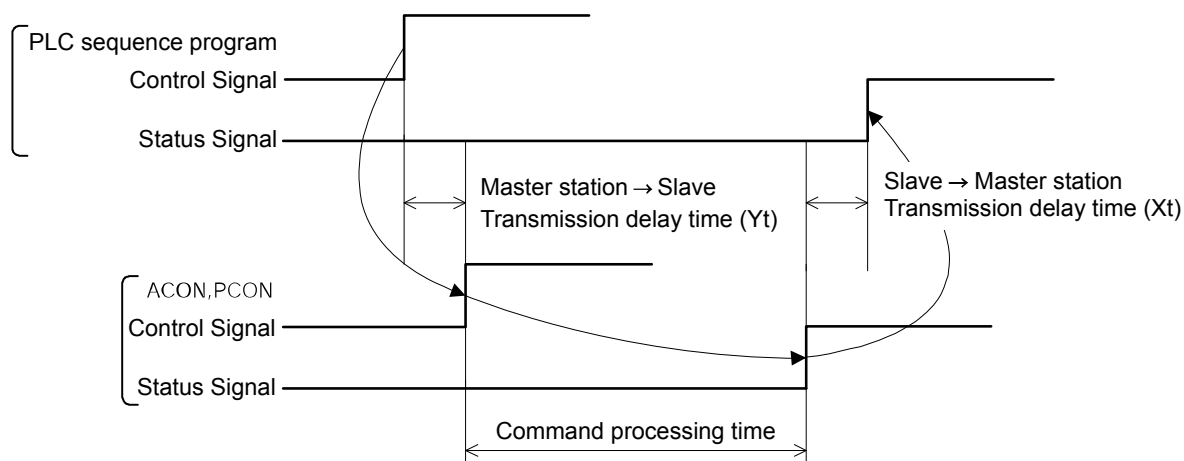 PLC sequence program
Control Signal
Status Signal
Master station → Slave
Transmission delay time (Yt)
Slave → Master station
Transmission delay time (Xt)
ACON,PCON
Control Signal
Status Signal
Command processing time